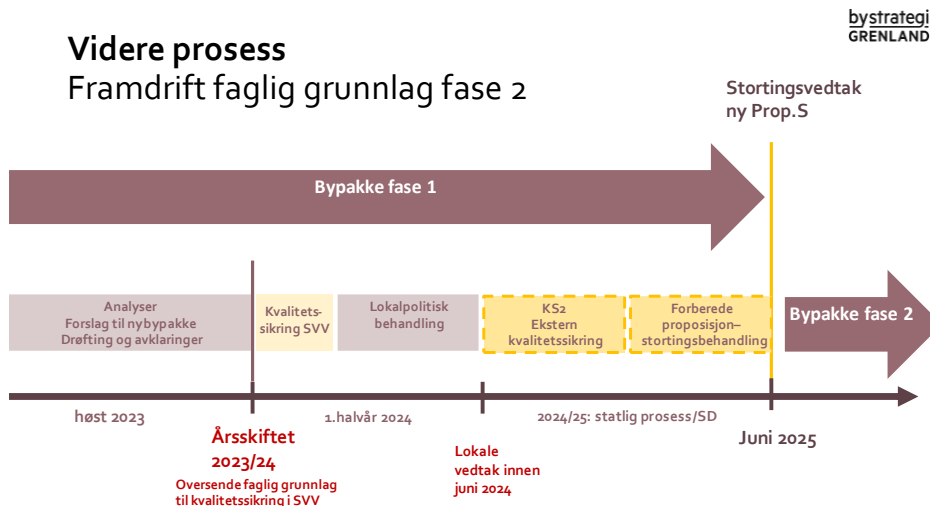 bystrategi
GRENLAND
Videre prosess
Framdrift faglig grunnlag fase 2
Stortingsvedtak
ny Prop.S
Bypakke fase 1
Analyser
Forslag til nybypakke
Drøfting og avklaringer
Kvalitets-
sikring SVV
Lokalpolitisk
behandling
KS2
Ekstern
kvalitetssikring
Forberede
proposisjon–
stortingsbehandling
Bypakke fase 2
høst 2023
1.halvår 2024
2024/25: statlig prosess/SD
Årsskiftet
2023/24
Oversende faglig grunnlag
til kvalitetssikring i SVV
Lokale
vedtak innen
juni 2024
Juni 2025